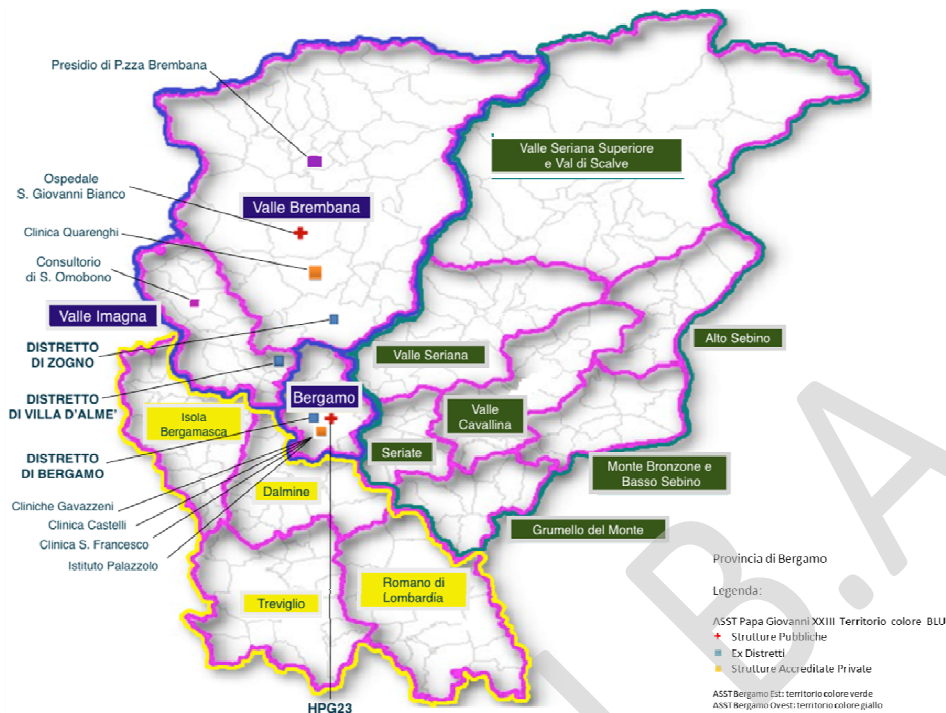 Presidio di P.zza Brembana
Valle Seriana Superiore
e Val di Scalve
Ospedale
S. Giovanni Bianco
Valle Brembana
Clinica Quarenghi
Consultorio
di S. Omobono
Valle Imagna
Alto Sebino
DISTRETTO
DI ZOGNO
Valle Seriana
DISTRETTO
DI VILLA D'ALME'
Bergamo
Isola
Bergamasca
Valle
Cavallina
DISTRETTO
DI BERGAMO
Seriate
Monte Bronzone e
Basso Sebino
Dalmine
Cliniche Gavazzeni
Clinica Castelli
Clinica S. Francesco
Istituto Palazzolo
Grumello del Monte
Romano di
Lombardia
Treviglio
HPG23
Provincia di Bergamo
Legenda:
ASST Papa Giovanni XXIII Territorio colore BLU
Strutture Pubbliche
Ex Distretti
Strutture Accreditate Private
ASST Bergamo Est: territorio colore verde
ASST Bergamo Ovest: territorio colore giallo
B.A